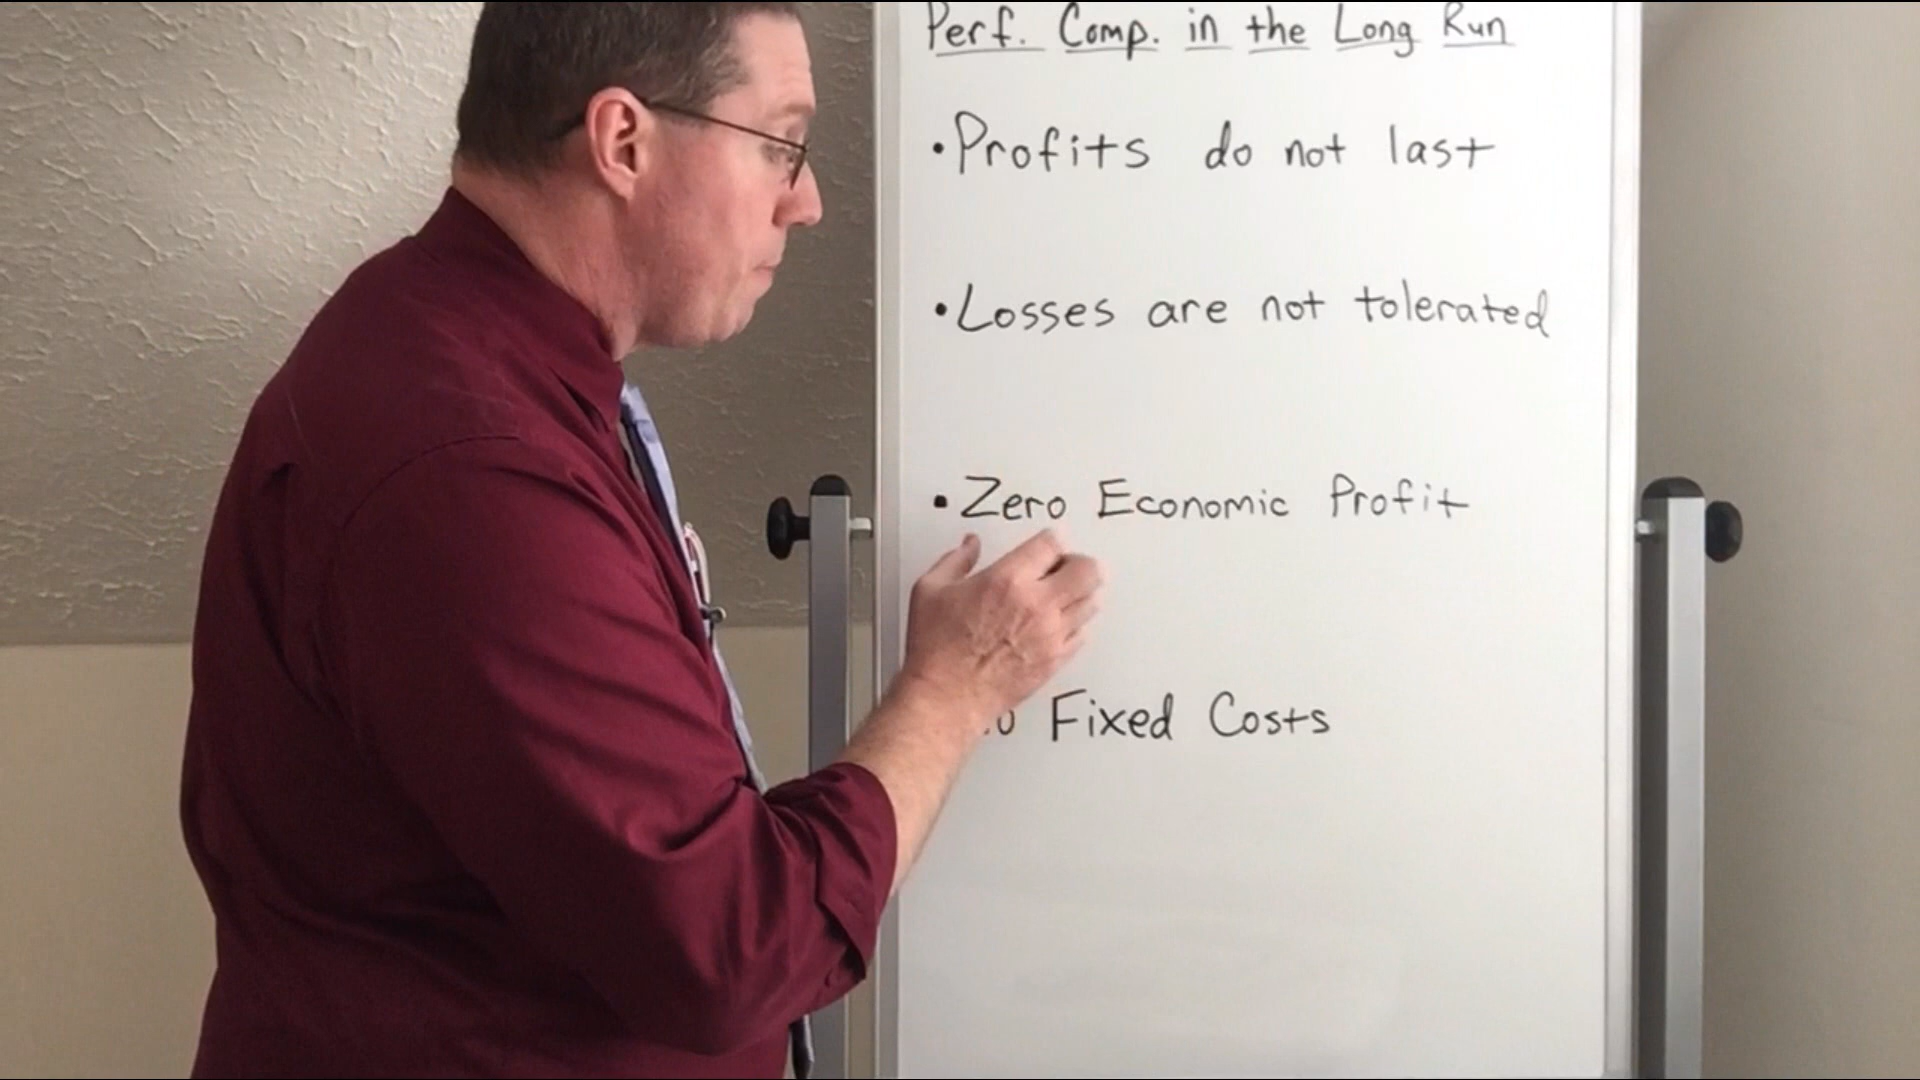 Perf. Comp. in the Long Run
• Profits do not last
• Losses are not tolerated
• Zero Economic Profit
Fixed Costs